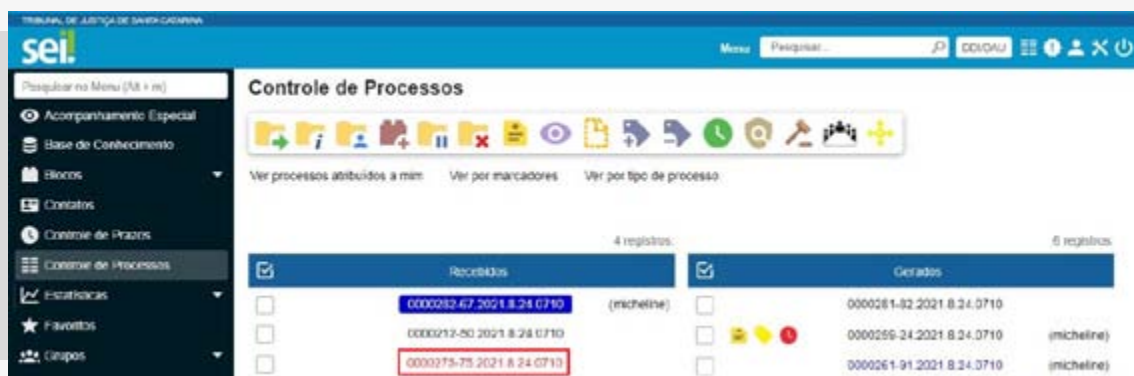 TRIBUNAL DE JUSTIÇA DE SANTA CATARINA
sei!
Menu Pesquisar...
Pesquisar no Menu (Alt + m)
Controle de Processos
Acompanhamento Especial
Base de Conhecimento
Blocos
Ver processos atribuídos a mim Ver por marcadores Ver por tipo de processo
Contatos
Controle de Prazos
4 registros: 6 registros:
Controle de Processos
Recebidos Gerados
Estatísticas
0000282-67.2021.8.24.0710 (micheline) 0000281-82.2021.8.24.0710
Favoritos
0000212-50.2021.8.24.0710 0000259-24.2021.8.24.0710 (micheline)
Grupos
0000273-75.2021.8.24.0710 0000261-91.2021.8.24.0710 (micheline)